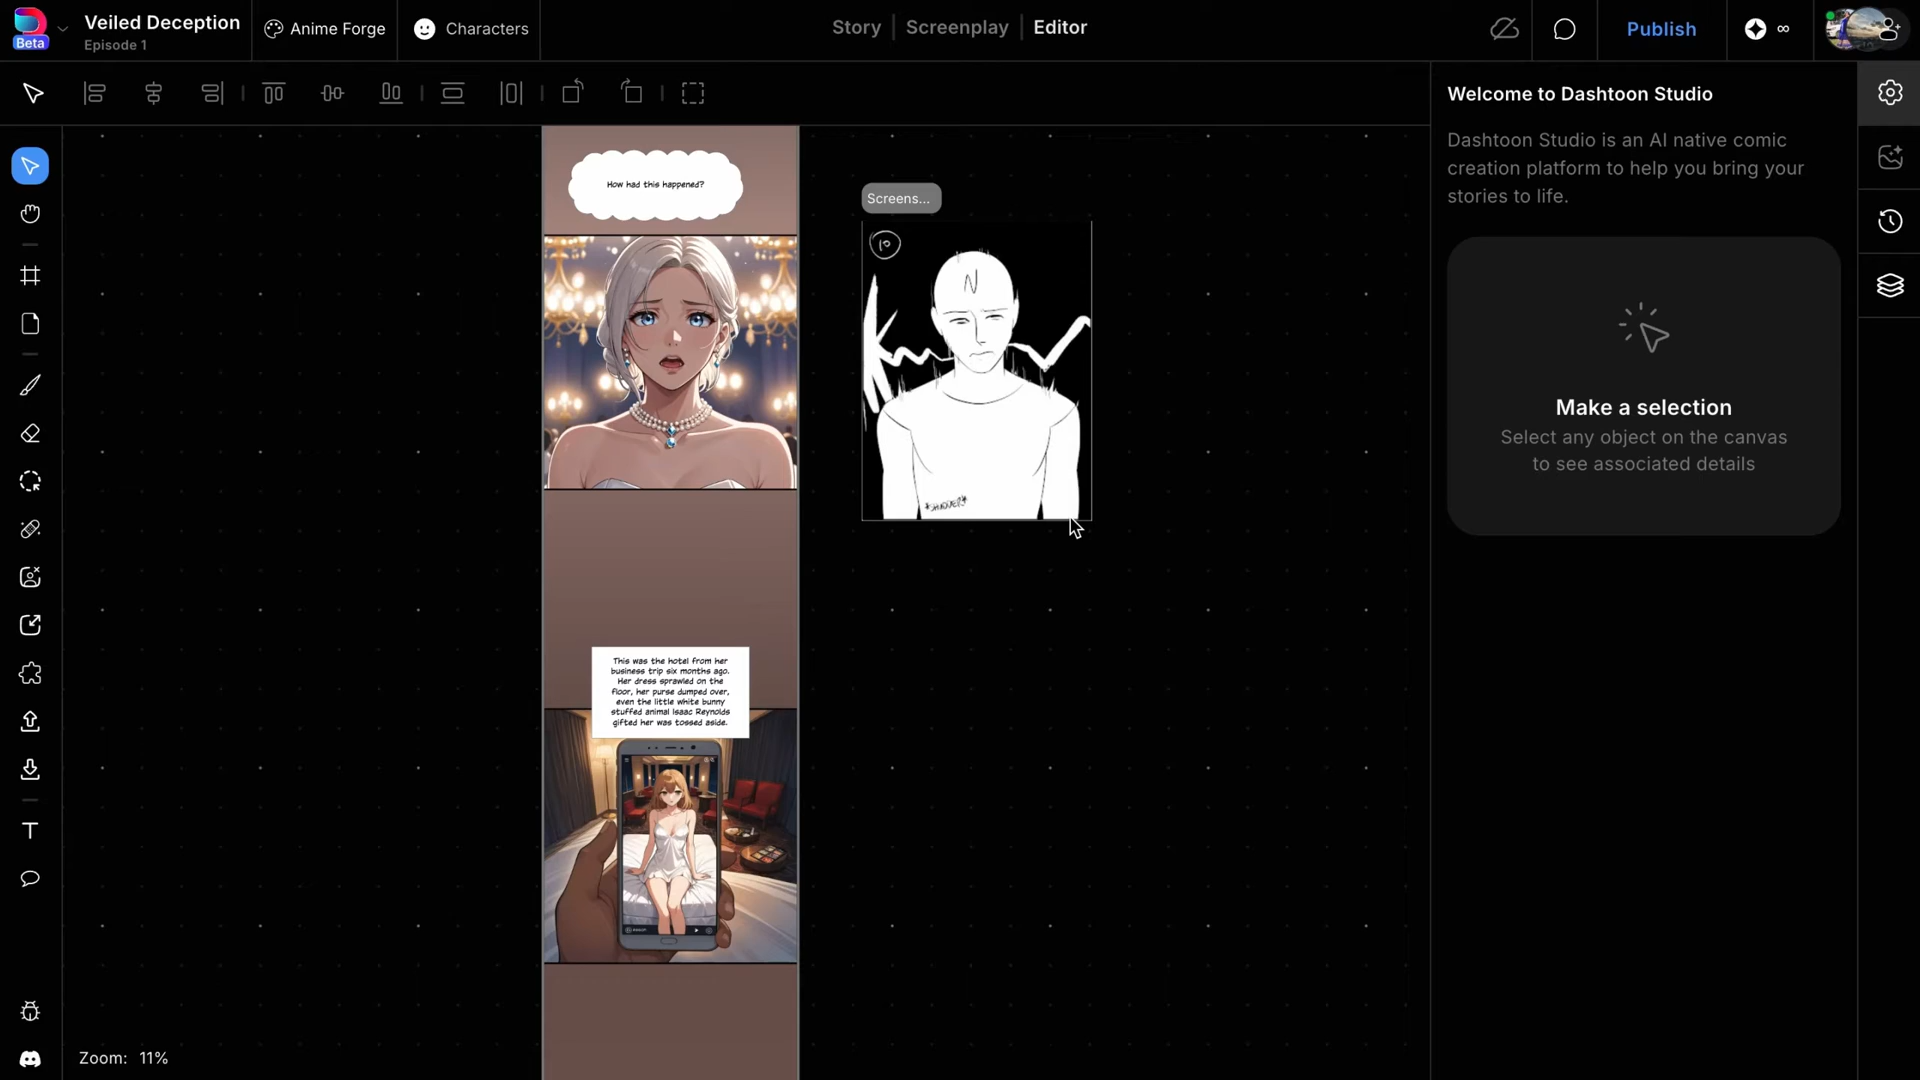 Beta
Veiled Deception
Episode 1
Anime Forge
Characters
Story
Screenplay
Editor
Publish
∞
Welcome to Dashtoon Studio
Dashtoon Studio is an AI native comic
creation platform to help you bring your
stories to life.
Make a selection
Select any object on the canvas
to see associated details
How had this happened?
Screens...
10
N
*SHOWER*
This was the hotel from her
business trip six months ago.
Her dress sprawled on the
floor, her purse dumped over,
even the little white bunny
stuffed animal Isaac Reynolds
gifted her was tossed aside.
T
Zoom: 11%